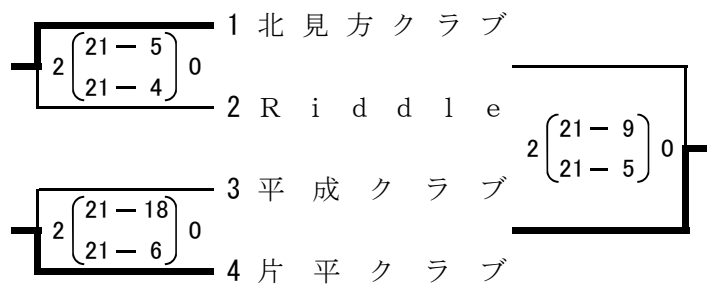 1 北見方クラブ
2 (21－ 5 21－ 4) 0
2 Riddle
2 (21－ 9 21－ 5) 0
3 平成クラブ
2 (21－18 21－ 6) 0
4 片平クラブ